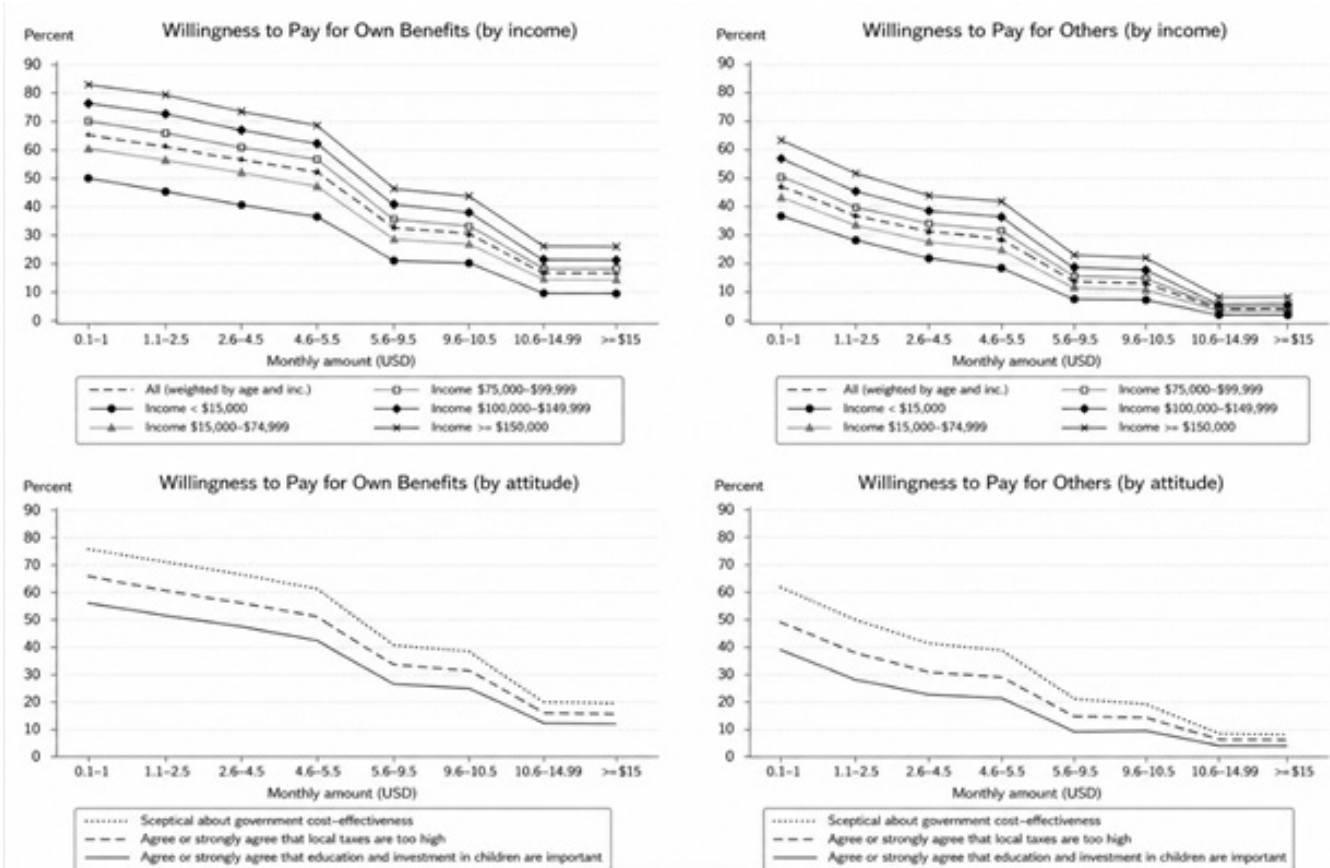 Willingness to Pay for Own Benefits (by income)
Percent
90
80
70
60
50
40
30
20
10
0
0.1–1 1.1–2.5 2.6–4.5 4.6–5.5 5.6–9.5 9.6–10.5 10.6–14.99 >=$15
Monthly amount (USD)
All (weighted by age and inc.) Income $75,000–$99,999
Income < $15,000 Income $100,000–$149,999
Income $15,000–$74,999 Income >= $150,000
Willingness to Pay for Others (by income)
Percent
90
80
70
60
50
40
30
20
10
0
0.1–1 1.1–2.5 2.6–4.5 4.6–5.5 5.6–9.5 9.6–10.5 10.6–14.99 >=$15
Monthly amount (USD)
All (weighted by age and inc.) Income $75,000–$99,999
Income < $15,000 Income $100,000–$149,999
Income $15,000–$74,999 Income >= $150,000
Willingness to Pay for Own Benefits (by attitude)
Percent
90
80
70
60
50
40
30
20
10
0
0.1–1 1.1–2.5 2.6–4.5 4.6–5.5 5.6–9.5 9.6–10.5 10.6–14.99 >=$15
Monthly amount (USD)
Sceptical about government cost–effectiveness
Agree or strongly agree that local taxes are too high
Agree or strongly agree that education and investment in children are important
Willingness to Pay for Others (by attitude)
Percent
90
80
70
60
50
40
30
20
10
0
0.1–1 1.1–2.5 2.6–4.5 4.6–5.5 5.6–9.5 9.6–10.5 10.6–14.99 >=$15
Monthly amount (USD)
Sceptical about government cost–effectiveness
Agree or strongly agree that local taxes are too high
Agree or strongly agree that education and investment in children are important